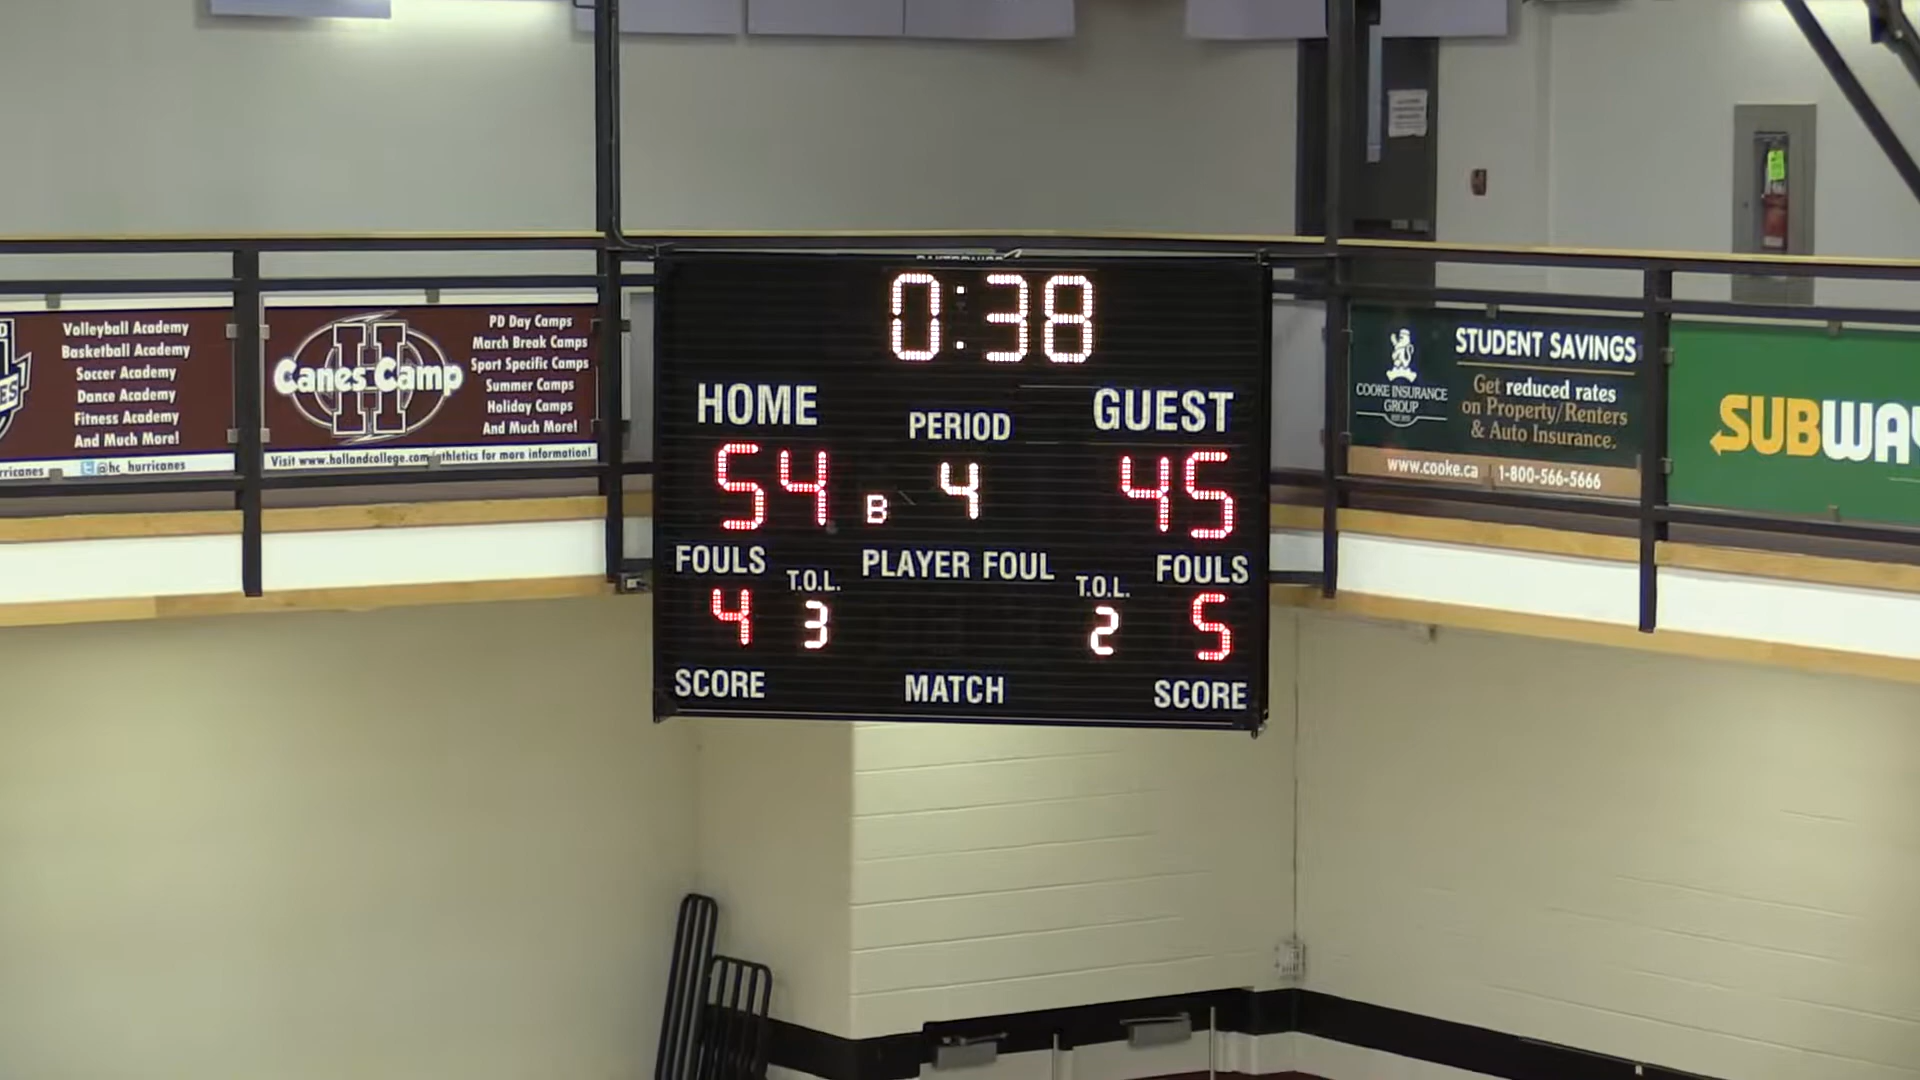 Volleyball Academy
Basketball Academy
Soccer Academy
Dance Academy
Fitness Academy
And Much More!
@hc_hurricanes
Canes Camp
PD Day Camps
March Break Camps
Sport Specific Camps
Summer Camps
Holiday Camps
And Much More!
Visit www.hollandcollege.com/athletics for more information!
DAKTRONICS
0:38
HOME
PERIOD
GUEST
54
B
4
45
FOULS
T.O.L.
PLAYER FOUL
T.O.L.
FOULS
4
3
2
5
SCORE
MATCH
SCORE
COOKE INSURANCE
GROUP
STUDENT SAVINGS
Get reduced rates
on Property/Renters
& Auto Insurance.
www.cooke.ca
1-800-566-5666
SUBWAY